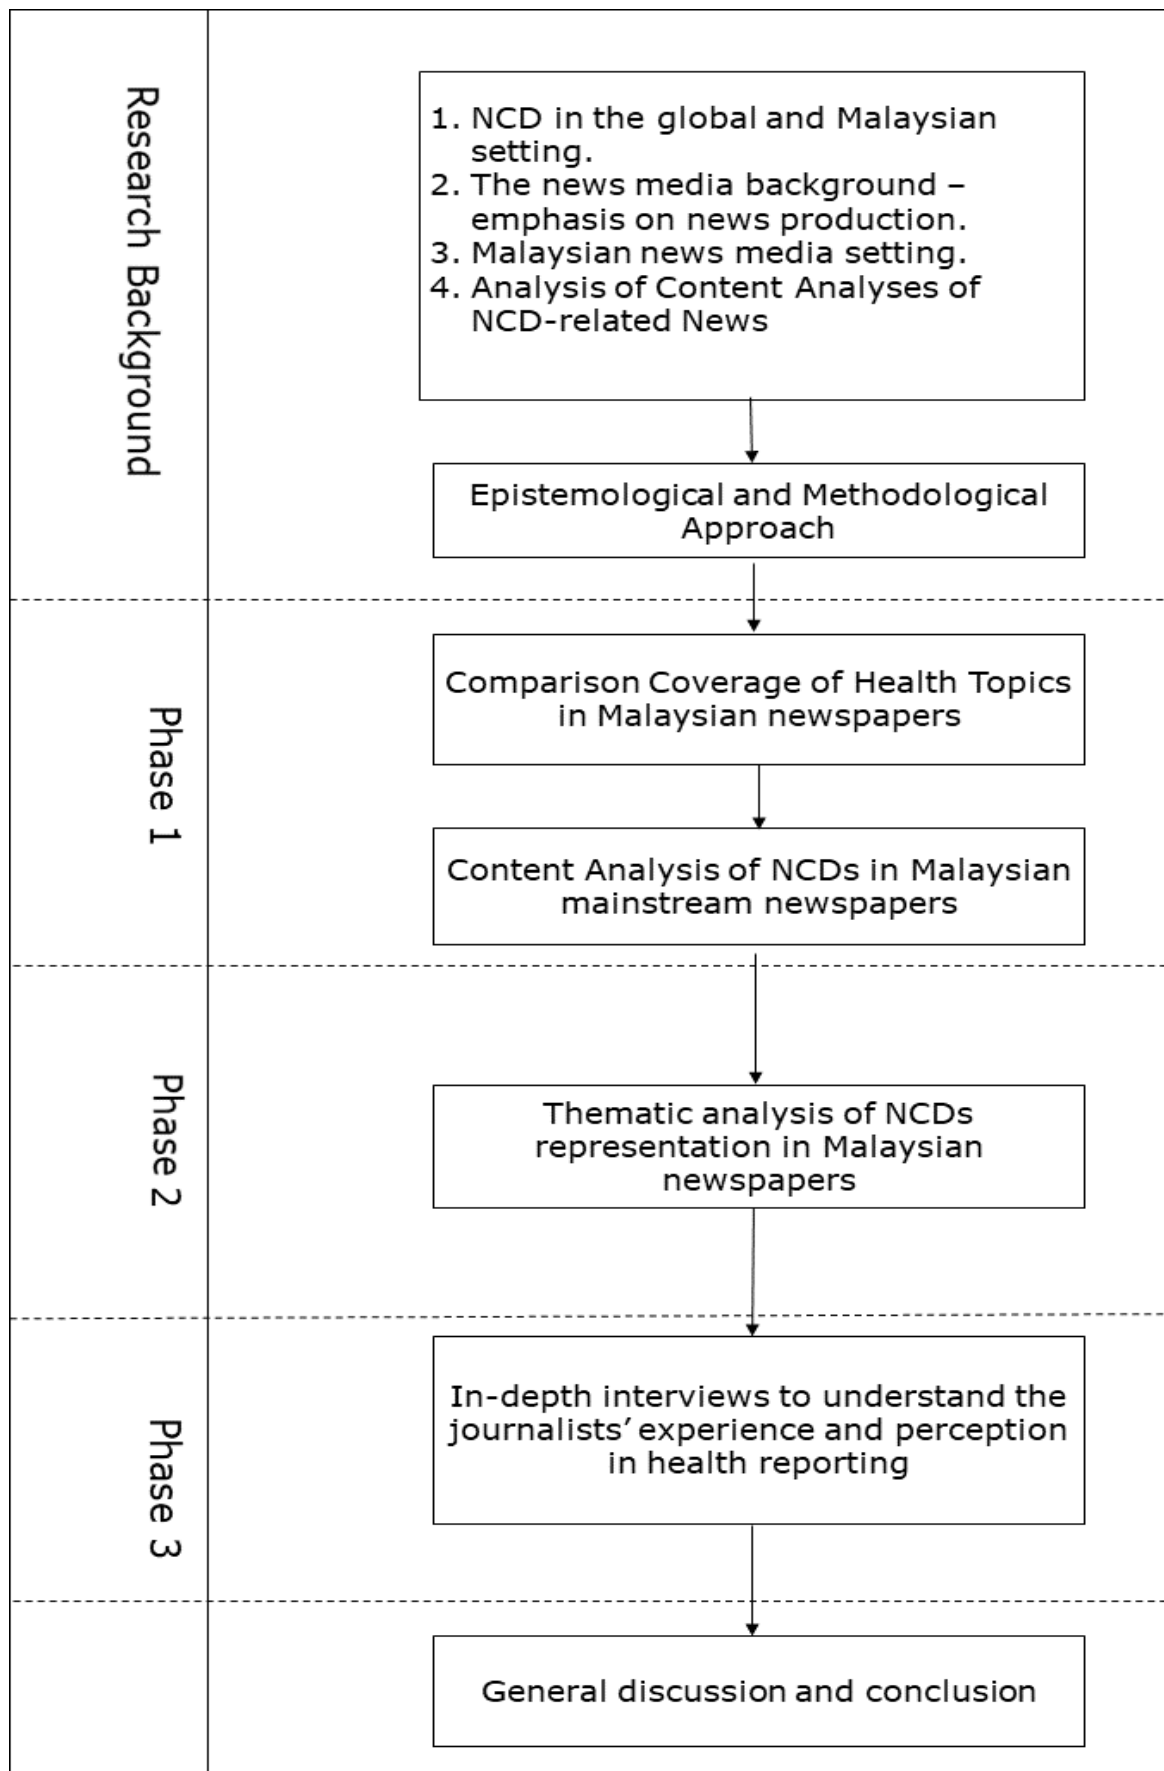 Research Background
1. NCD in the global and Malaysian
setting.
2. The news media background –
emphasis on news production.
3. Malaysian news media setting.
4. Analysis of Content Analyses of
NCD-related News
Epistemological and Methodological
Approach
Phase 1
Comparison Coverage of Health Topics
in Malaysian newspapers
Content Analysis of NCDs in Malaysian
mainstream newspapers
Phase 2
Thematic analysis of NCDs
representation in Malaysian
newspapers
Phase 3
In-depth interviews to understand the
journalists’ experience and perception
in health reporting
General discussion and conclusion